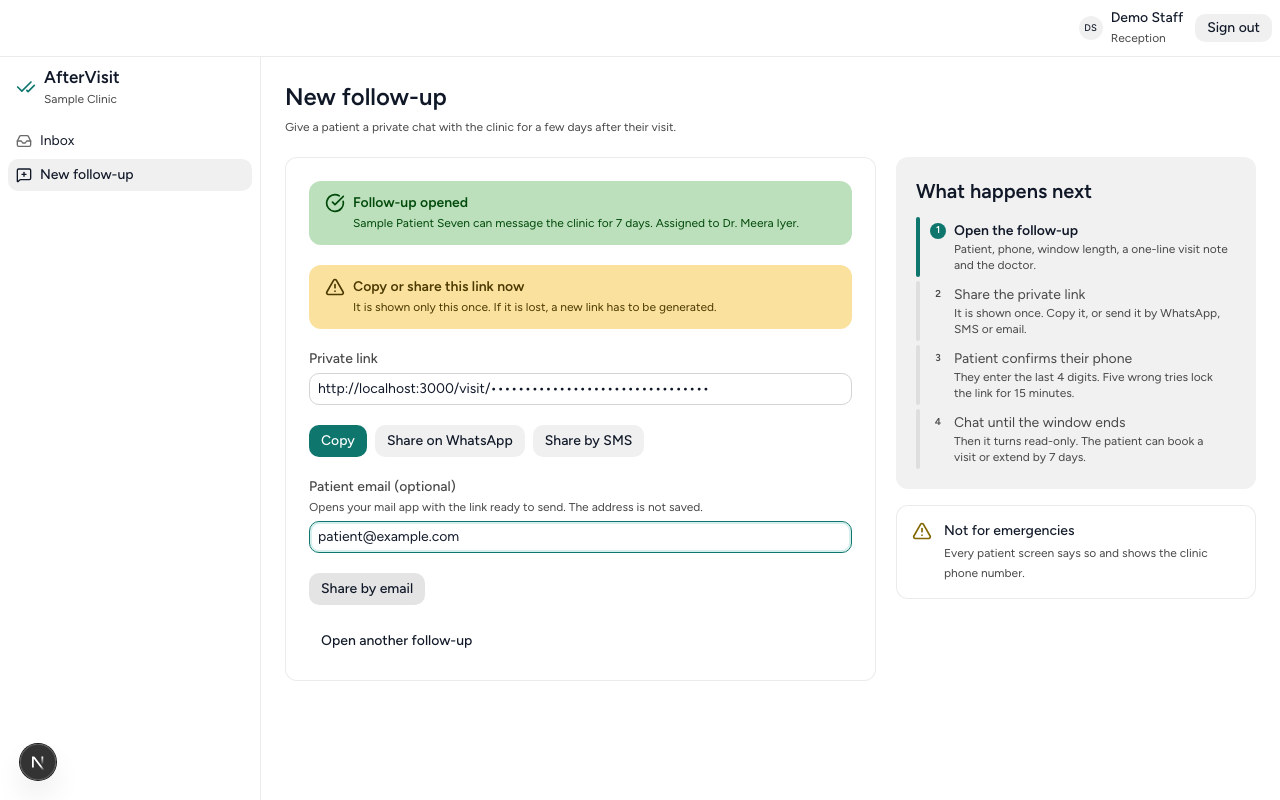 DS
Demo Staff
Reception
Sign out
AfterVisit
Sample Clinic
Inbox
New follow-up
New follow-up
Give a patient a private chat with the clinic for a few days after their visit.
Follow-up opened
Sample Patient Seven can message the clinic for 7 days. Assigned to Dr. Meera Iyer.
Copy or share this link now
It is shown only this once. If it is lost, a new link has to be generated.
Private link
http://localhost:3000/visit/••••••••••••••••••••••••••••••••
Copy
Share on WhatsApp
Share by SMS
Patient email (optional)
Opens your mail app with the link ready to send. The address is not saved.
patient@example.com
Share by email
Open another follow-up
What happens next
1
Open the follow-up
Patient, phone, window length, a one-line visit note
and the doctor.
2
Share the private link
It is shown once. Copy it, or send it by WhatsApp,
SMS or email.
3
Patient confirms their phone
They enter the last 4 digits. Five wrong tries lock
the link for 15 minutes.
4
Chat until the window ends
Then it turns read-only. The patient can book a
visit or extend by 7 days.
Not for emergencies
Every patient screen says so and shows the clinic
phone number.
N